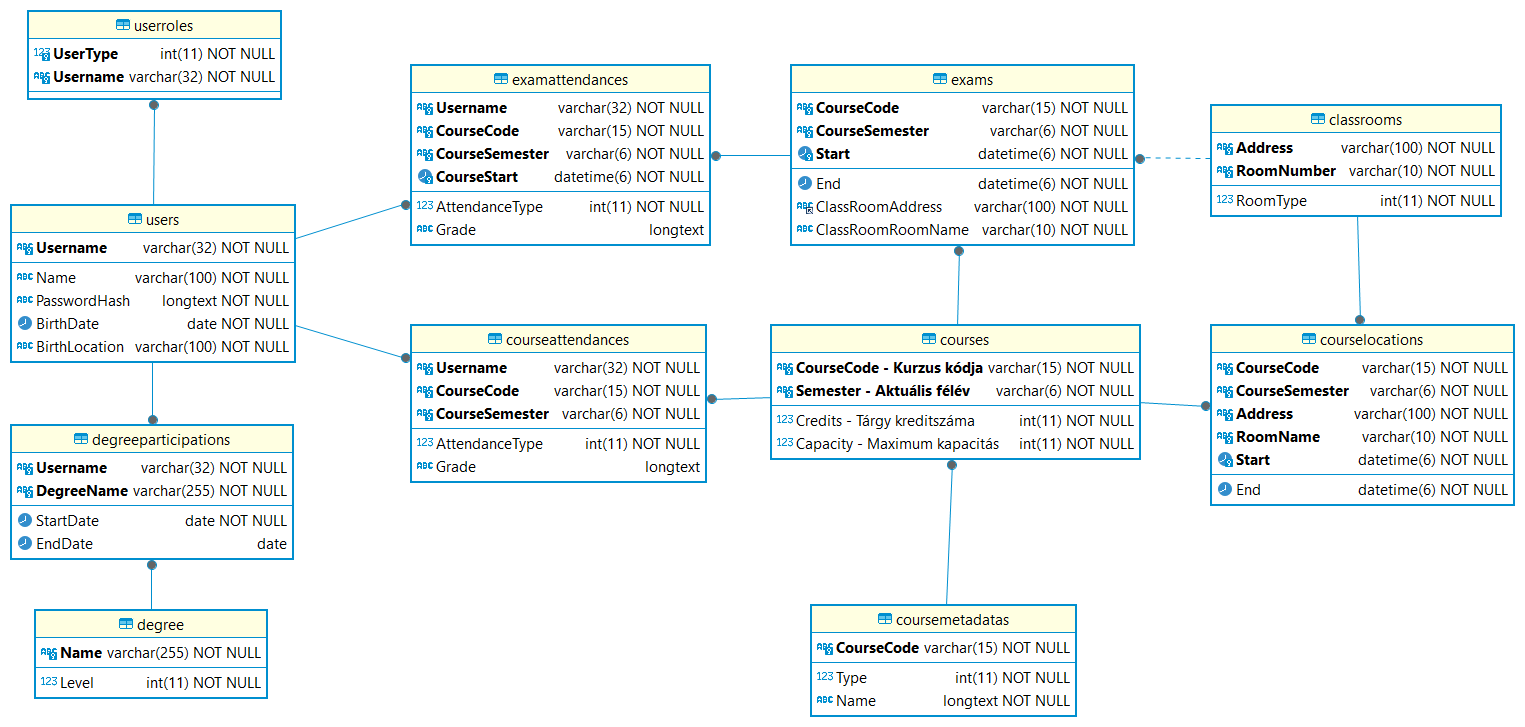 userroles
UserType int(11) NOT NULL
Username varchar(32) NOT NULL
examattendances
Username varchar(32) NOT NULL
CourseCode varchar(15) NOT NULL
CourseSemester varchar(6) NOT NULL
CourseStart datetime(6) NOT NULL
AttendanceType int(11) NOT NULL
Grade longtext
exams
CourseCode varchar(15) NOT NULL
CourseSemester varchar(6) NOT NULL
Start datetime(6) NOT NULL
End datetime(6) NOT NULL
ClassRoomAddress varchar(100) NOT NULL
ClassRoomRoomName varchar(10) NOT NULL
classrooms
Address varchar(100) NOT NULL
RoomNumber varchar(10) NOT NULL
RoomType int(11) NOT NULL
users
Username varchar(32) NOT NULL
Name varchar(100) NOT NULL
PasswordHash longtext NOT NULL
BirthDate date NOT NULL
BirthLocation varchar(100) NOT NULL
courseattendances
Username varchar(32) NOT NULL
CourseCode varchar(15) NOT NULL
CourseSemester varchar(6) NOT NULL
AttendanceType int(11) NOT NULL
Grade longtext
courses
CourseCode - Kurzus kódja varchar(15) NOT NULL
Semester - Aktuális félév varchar(6) NOT NULL
Credits - Tárgy kreditszáma int(11) NOT NULL
Capacity - Maximum kapacitás int(11) NOT NULL
courselocations
CourseCode varchar(15) NOT NULL
CourseSemester varchar(6) NOT NULL
Address varchar(100) NOT NULL
RoomName varchar(10) NOT NULL
Start datetime(6) NOT NULL
End datetime(6) NOT NULL
degreeparticipations
Username varchar(32) NOT NULL
DegreeName varchar(255) NOT NULL
StartDate date NOT NULL
EndDate date
degree
Name varchar(255) NOT NULL
Level int(11) NOT NULL
coursemetadatas
CourseCode varchar(15) NOT NULL
Type int(11) NOT NULL
Name longtext NOT NULL